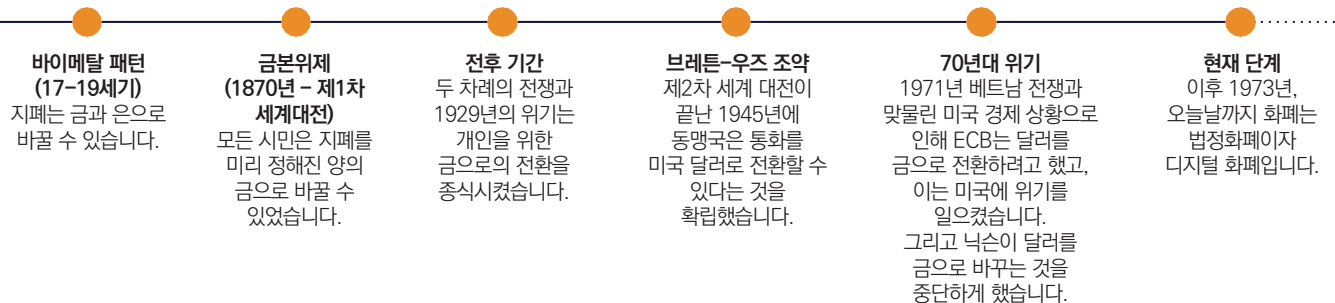 바이메탈 패턴
(17-19세기)
지폐는 금과 은으로
바꿀 수 있습니다.
금본위제
(1870년 - 제1차
세계대전)
모든 시민은 지폐를
미리 정해진 양의
금으로 바꿀 수
있었습니다.
전후 기간
두 차례의 전쟁과
1929년의 위기는
개인을 위한
금으로의 전환을
종식시켰습니다.
브레튼-우즈 조약
제2차 세계 대전이
끝난 1945년에
동맹국은 통화를
미국 달러로 전환할 수
있다는 것을
확립했습니다.
70년대 위기
1971년 베트남 전쟁과
맞물린 미국 경제 상황으로
인해 ECB는 달러를
금으로 전환하려고 했고,
이는 미국에 위기를
일으켰습니다.
그리고 닉슨이 달러를
금으로 바꾸는 것을
중단하게 했습니다.
현재 단계
이후 1973년,
오늘날까지 화폐는
법정화폐이자
디지털 화폐입니다.